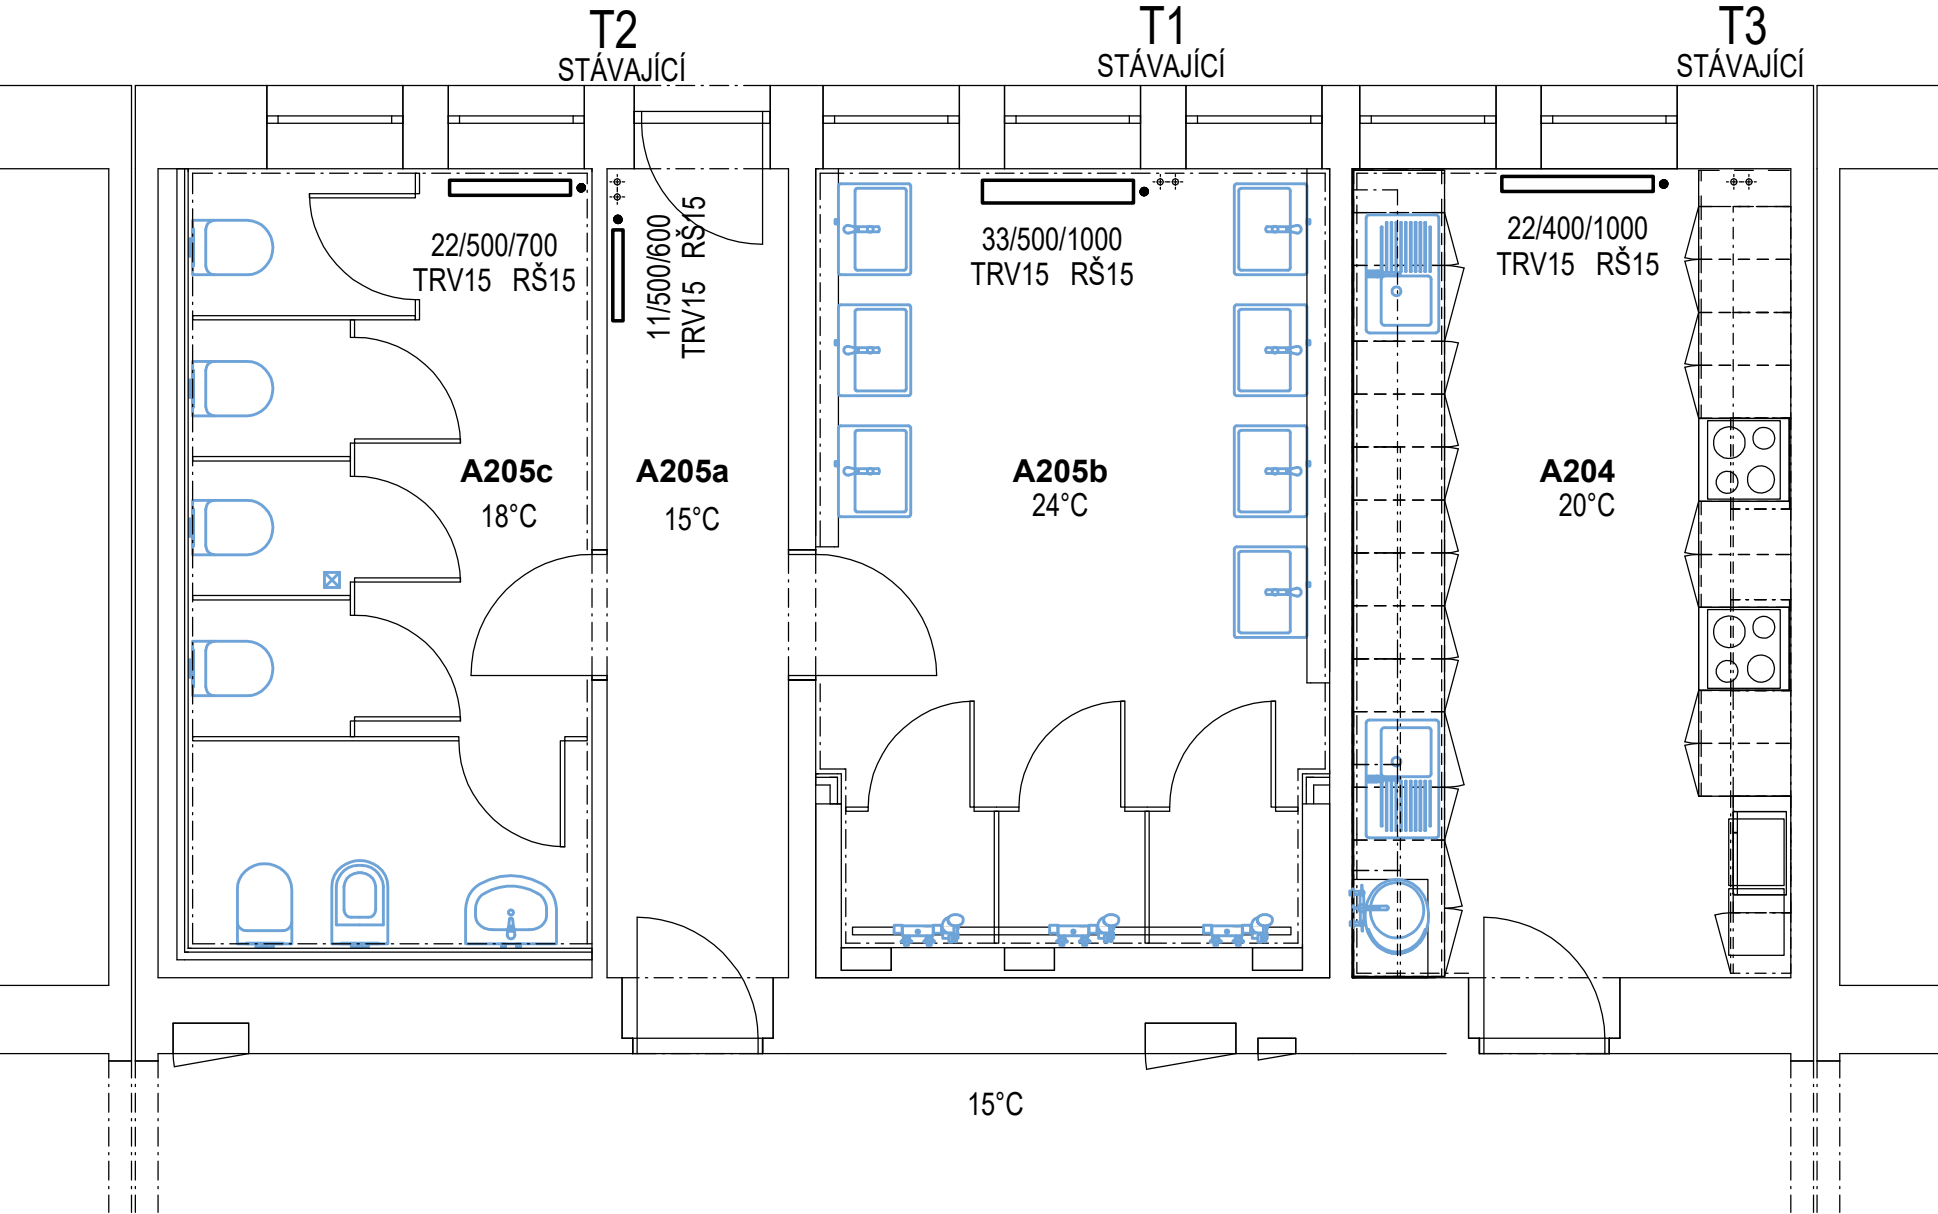 T2
STÁVAJÍCÍ
T1
STÁVAJÍCÍ
T3
STÁVAJÍCÍ
22/500/700
TRV15 RŠ15
11/500/600
TRV15 RŠ15
33/500/1000
TRV15 RŠ15
22/400/1000
TRV15 RŠ15
A205c
18°C
A205a
15°C
A205b
24°C
A204
20°C
15°C